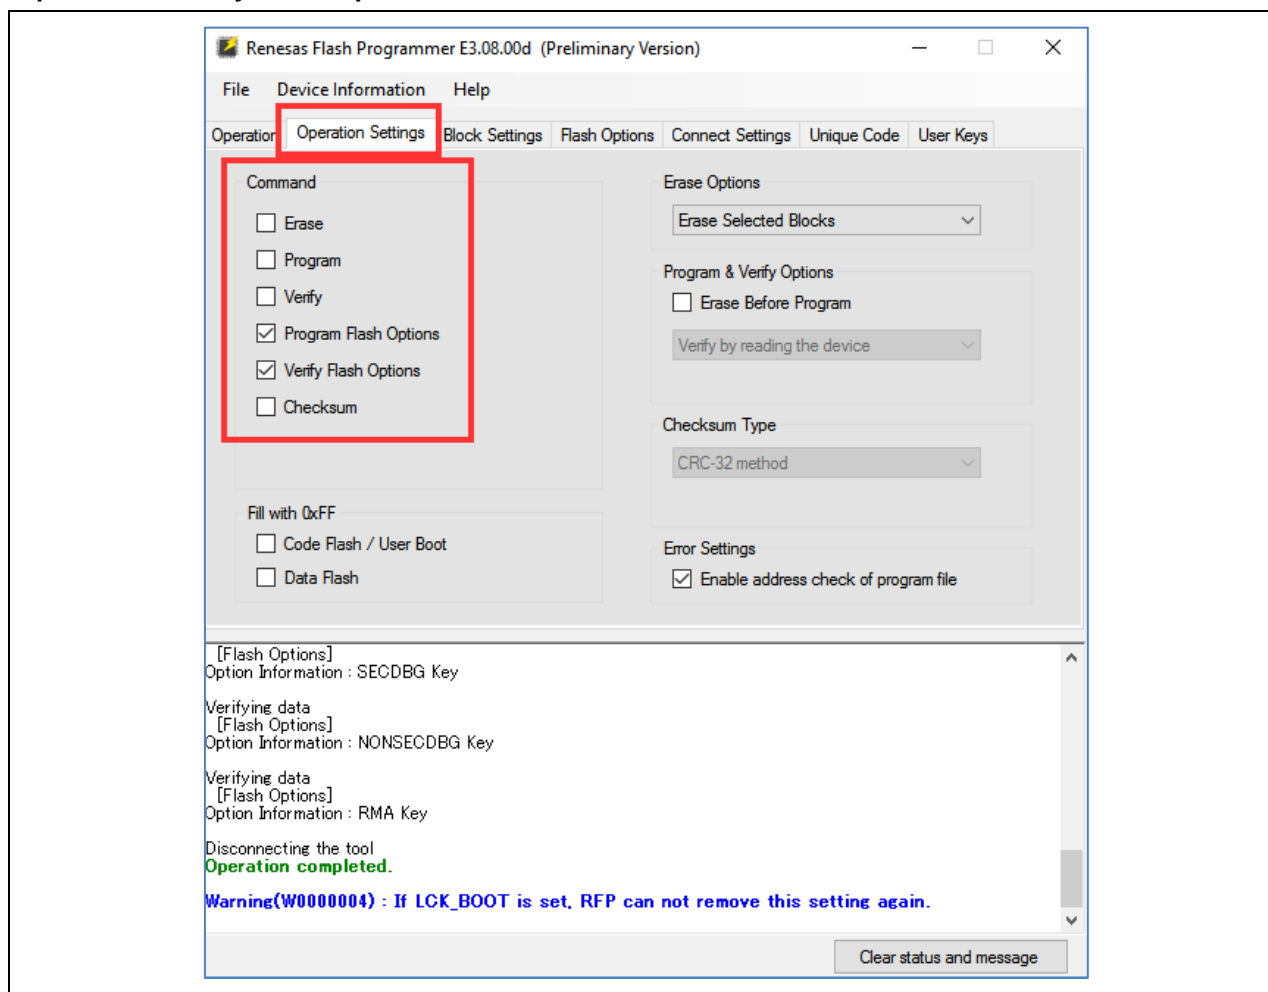 Renesas Flash Programmer E3.08.00d (Preliminary Version)
File Device Information Help
Operation Operation Settings Block Settings Flash Options Connect Settings Unique Code User Keys
Command
Erase
Program
Verify
Program Flash Options
Verify Flash Options
Checksum
Fill with 0xFF
Code Flash / User Boot
Data Flash
Erase Options
Erase Selected Blocks
Program & Verify Options
Erase Before Program
Verify by reading the device
Checksum Type
CRC-32 method
Error Settings
Enable address check of program file
[Flash Options]
Option Information : SECDBG Key
Verifying data
[Flash Options]
Option Information : NONSECDBG Key
Verifying data
[Flash Options]
Option Information : RMA Key
Disconnecting the tool
Operation completed.
Warning(W0000004) : If LCK_BOOT is set, RFP can not remove this setting again.
Clear status and message